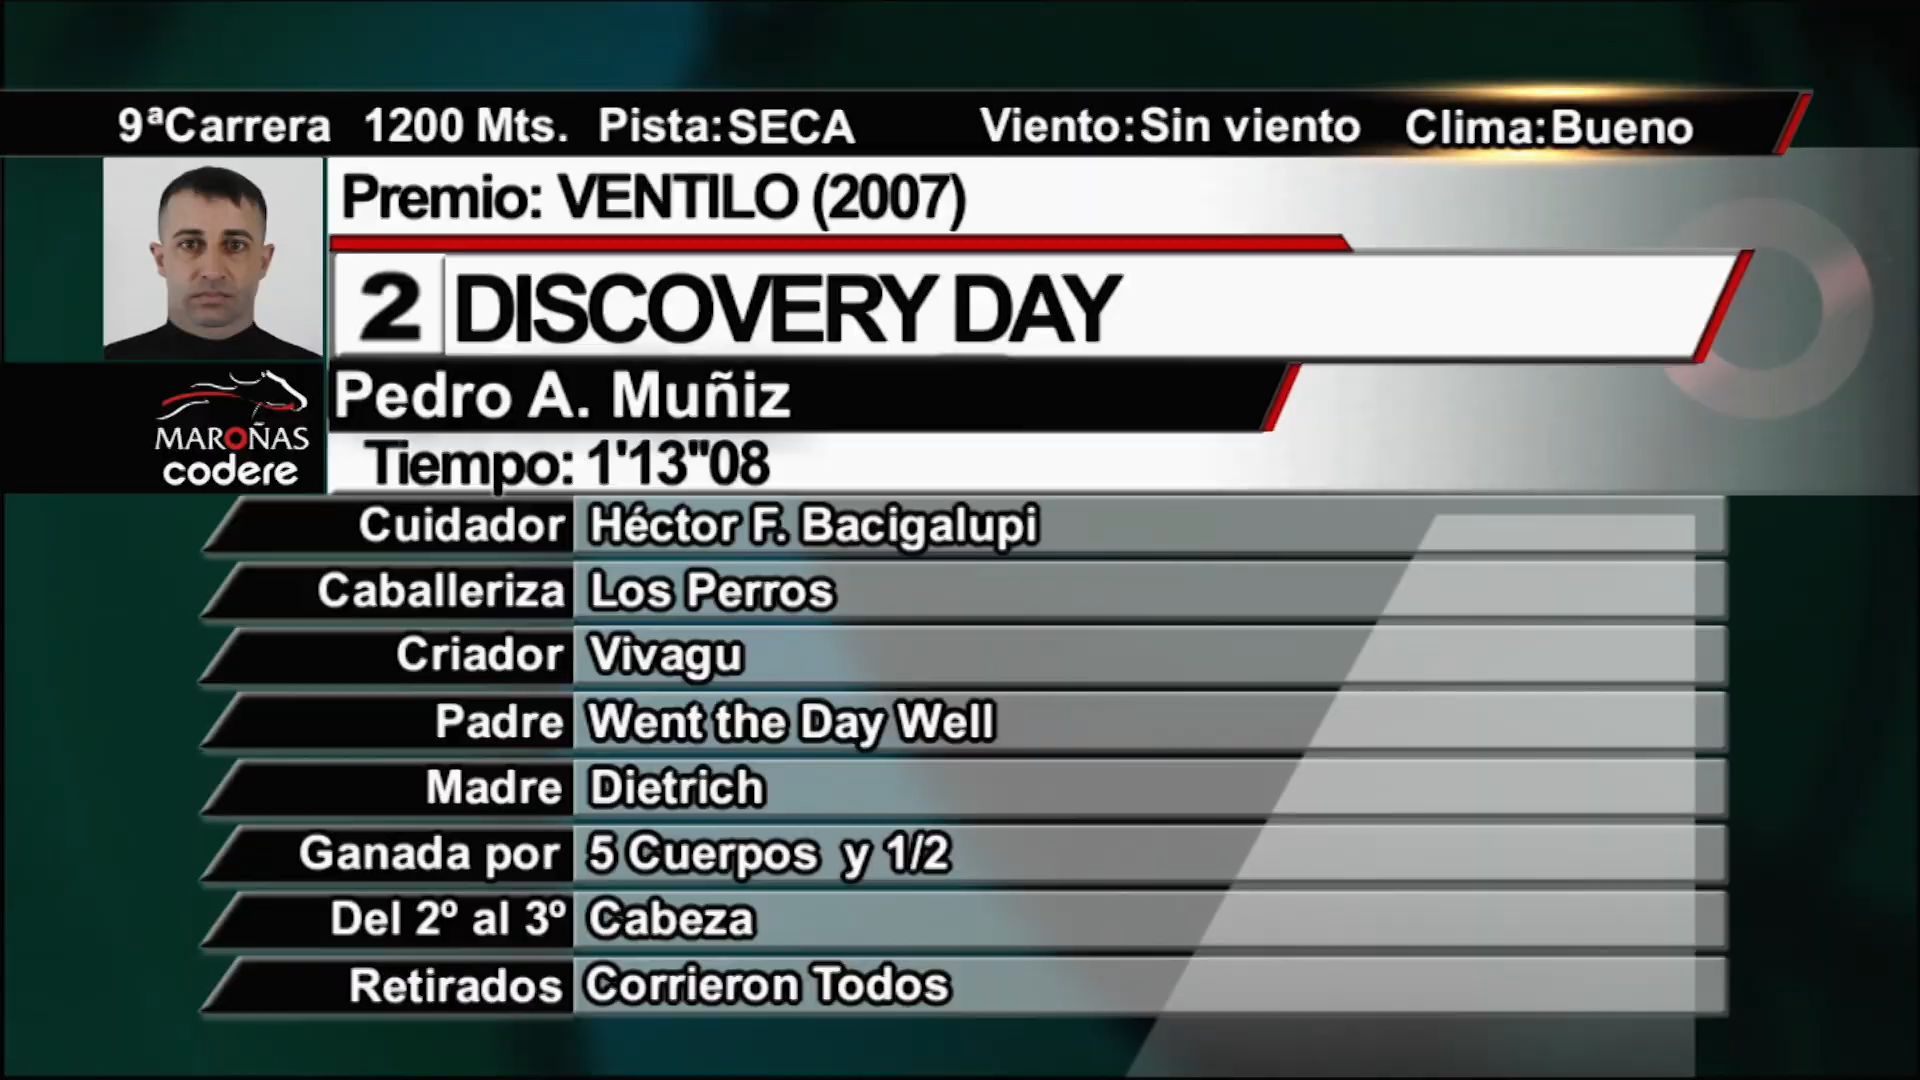 9ªCarrera 1200 Mts. Pista:SECA Viento:Sin viento Clima:Bueno
Premio: VENTILO (2007)
2 DISCOVERY DAY
Pedro A. Muñiz
MAROÑAS
codere
Tiempo: 1'13"08
Cuidador Héctor F. Bacigalupi
Caballeriza Los Perros
Criador Vivagu
Padre Went the Day Well
Madre Dietrich
Ganada por 5 Cuerpos y 1/2
Del 2º al 3º Cabeza
Retirados Corrieron Todos